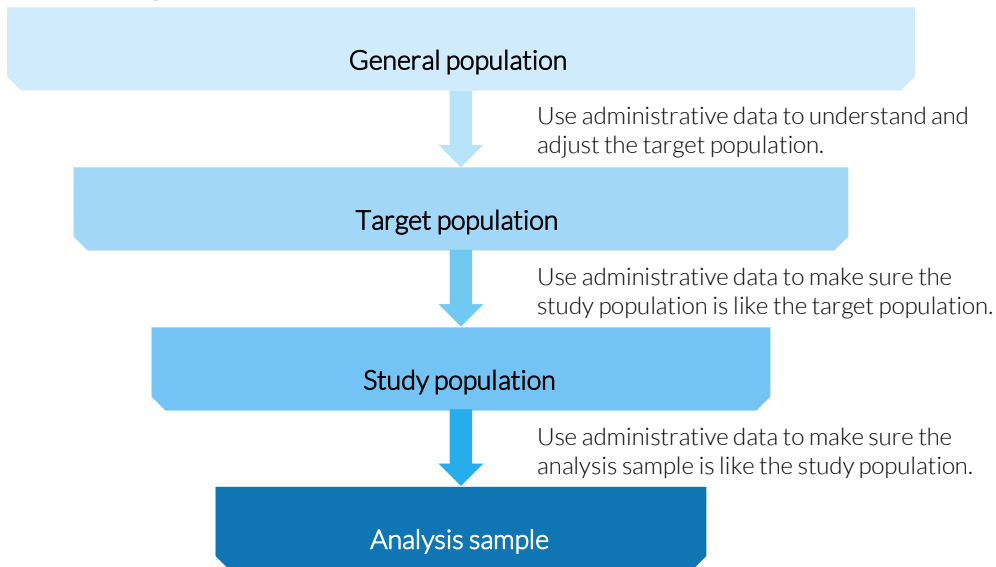 General population
Use administrative data to understand and
adjust the target population.
Target population
Use administrative data to make sure the
study population is like the target population.
Study population
Use administrative data to make sure the
analysis sample is like the study population.
Analysis sample